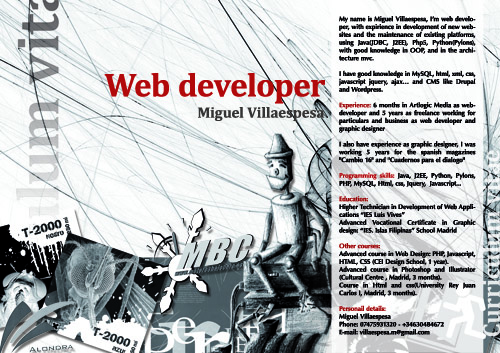 curriculum vita
Web developer
Miguel Villaespesa
My name is Miguel Villaespesa, I'm web develo-
per, with expirience in development of new web-
sites and the maintenance of existing platforms,
using Java(JDBC, J2EE), Php5, Python(Pylons),
with good knowledge in OOP, and in the archi-
tecture mvc.
I have good knowledge in MySQL, html, xml, css,
javascript jquery, ajax... and CMS like Drupal
and Wordpress.
Experience: 6 months in Artlogic Media as web-
developer and 5 years as freelance working for
particulars and business as web developer and
graphic designer
I also have experience as graphic designer, I was
working 5 years for the spanish magazines
"Cambio 16" and "Cuadernos para el dialogo"
Programming skills: Java, J2EE, Python, Pylons,
PHP, MySQL, Html, css, Jquery, Javascript...
Education:
Higher Technician in Development of Web Appli-
cations "IES Luis Vives"
Advanced Vocational Certificate in Graphic
design: "IES. Islas Filipinas" School Madrid
Other courses:
Advanced course in Web Design: PHP, Javascript,
HTML, CSS (CEI Design School, 1 year).
Advanced course in Photoshop and Illustrator
(Cultural Centre , Madrid, 3 months).
Course in Html and css(University Rey Juan
Carlos I, Madrid, 3 months).
Personail details:
Miguel Villaespesa
Phone: 07475931320 - +34630484672
E-mail: villaespesa.m@gmail.com
T-2000
NEGRO
MBC
T-2000
AZUL
ALONDRA